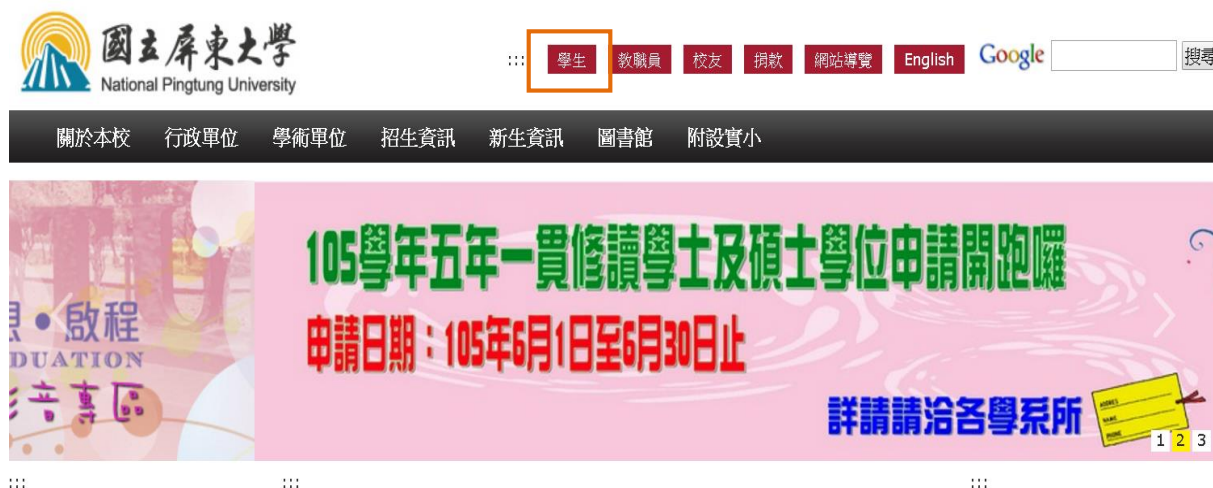 國立屏東大學
National Pingtung University
::: 學生 教職員 校友 捐款 網站導覽 English Google 搜尋
關於本校 行政單位 學術單位 招生資訊 新生資訊 圖書館 附設實小
105學年五年一貫修讀學士及碩士學位申請開跑囉
申請日期：105年6月1日至6月30日止
•啟程
DUATION
音專區
詳請請洽各學系所
1 2 3
::: ::: :::